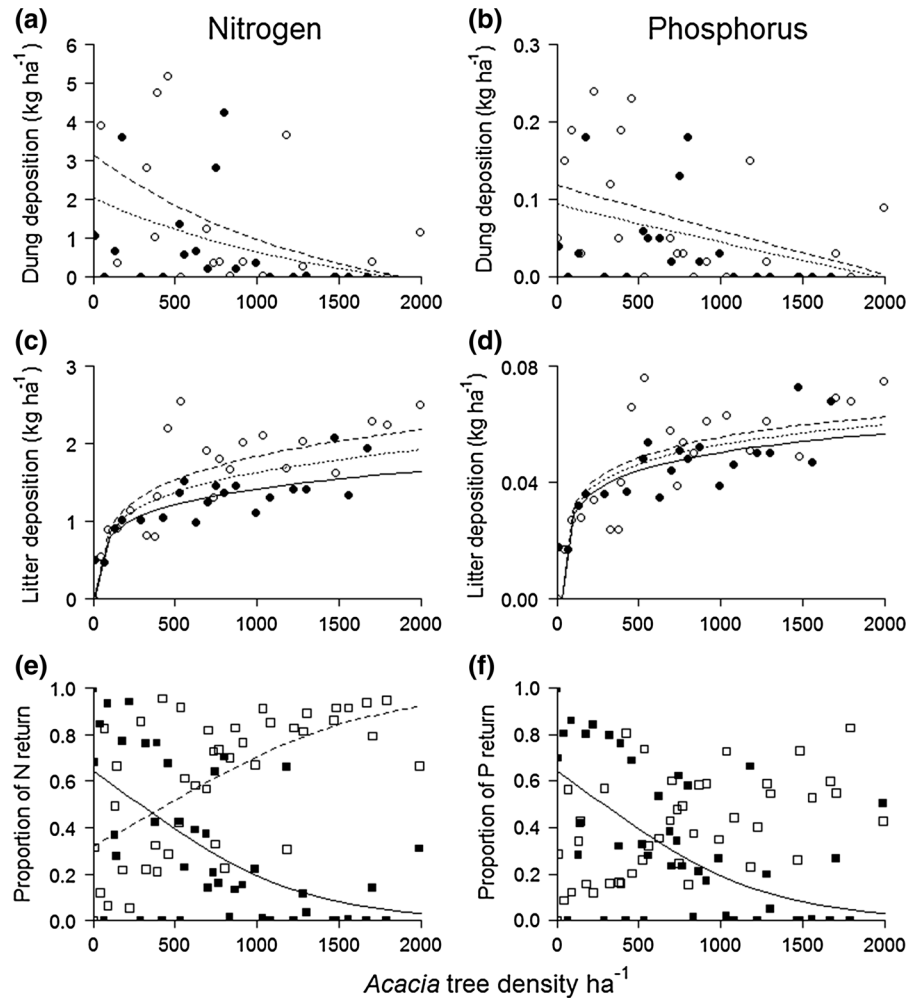 (a) Nitrogen
(b) Phosphorus
Dung deposition (kg ha⁻¹)
6
5
4
3
2
1
0
0 500 1000 1500 2000
Dung deposition (kg ha⁻¹)
0.3
0.2
0.1
0.0
0 500 1000 1500 2000
(c)
Litter deposition (kg ha⁻¹)
3
2
1
0
0 500 1000 1500 2000
(d)
Litter deposition (kg ha⁻¹)
0.08
0.04
0.00
0 500 1000 1500 2000
(e)
Proportion of N return
1.0
0.8
0.6
0.4
0.2
0.0
0 500 1000 1500 2000
(f)
Proportion of P return
1.0
0.8
0.6
0.4
0.2
0.0
0 500 1000 1500 2000
Acacia tree density ha⁻¹